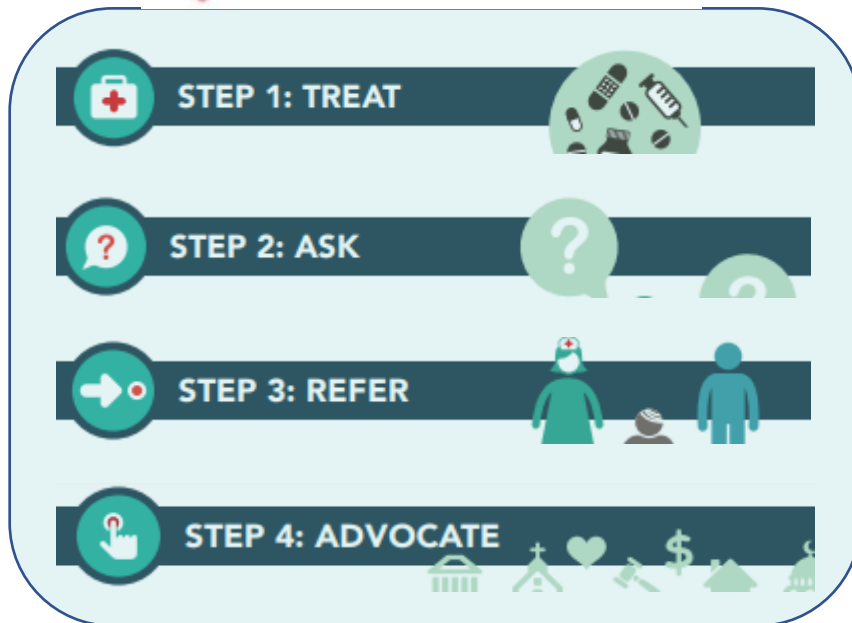 STEP 1: TREAT
STEP 2: ASK
STEP 3: REFER
STEP 4: ADVOCATE